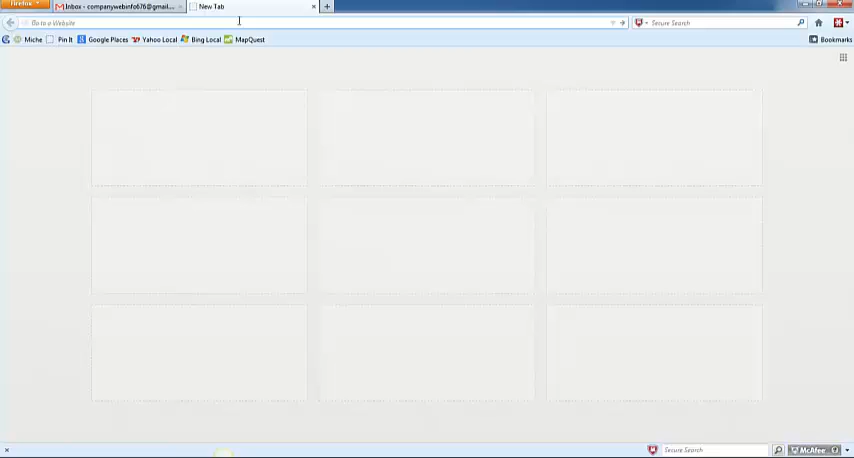 Firefox
Inbox - companywebinfo676@gmail....
New Tab
Go to a Website
Secure Search
Miche
Pin It
Google Places
Yahoo Local
Bing Local
MapQuest
Bookmarks
Secure Search
McAfee